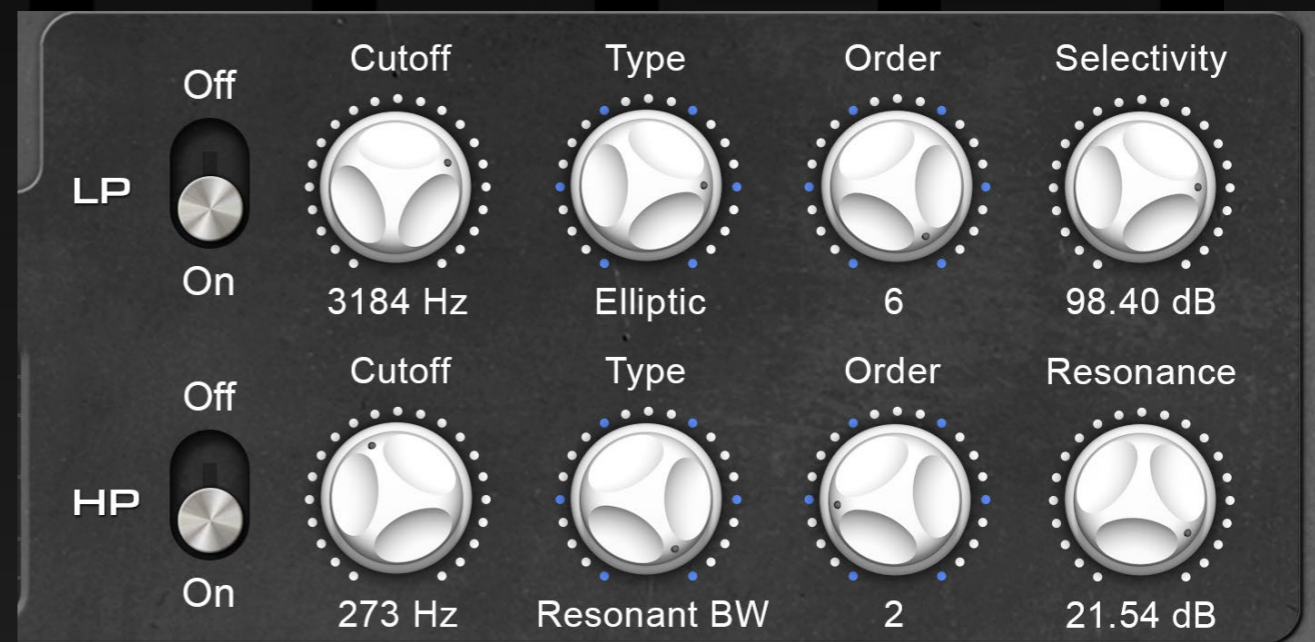 Cutoff Type Order Selectivity
Off
LP
On
3184 Hz Elliptic 6 98.40 dB
Cutoff Type Order Resonance
Off
HP
On
273 Hz Resonant BW 2 21.54 dB